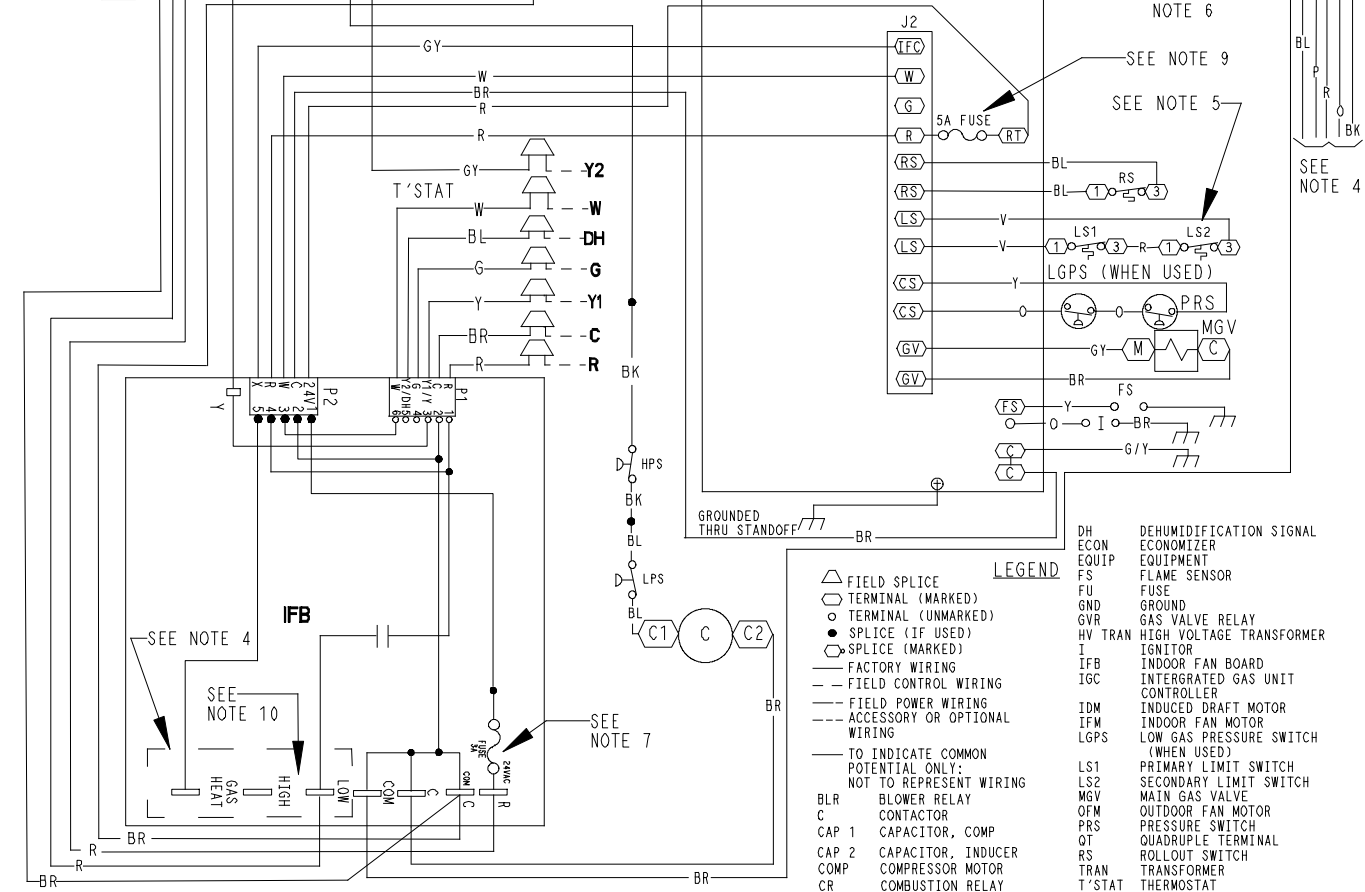 NOTE 6
J2
GY
IFC
SEE NOTE 9
W
W
BR
R
G
5A FUSE
SEE NOTE 5
R
R
RT
BL
P
R
O
BK
SEE
NOTE 4
GY
Y2
T'STAT
RS
BL
RS
BL
1
RS
3
W
W
LS
V
BL
DH
LS
V
1
LS1
3
R
1
LS2
3
G
G
LGPS (WHEN USED)
CS
Y
Y
Y1
CS
O
O
PRS
MGV
BR
C
GV
GY
M
C
R
R
GV
BR
BK
FS
X R W C 24V1
5 4 3 2 1
P2
W Y2/DH G Y1/Y C R
6 5 4 3 2 1
P1
Y
FS
Y
O
I
BR
C
G/Y
C
HPS
BK
BL
LPS
BL
GROUNDED
THRU STANDOFF
BR
C1
C
C2
BR
IFB
SEE NOTE 4
SEE
NOTE 10
SEE
NOTE 7
FUSE
3A
24VAC
COM
GAS
HEAT
HIGH
LOW
COM
C
C
R
BR
R
R
BR
BR
LEGEND
FIELD SPLICE
TERMINAL (MARKED)
TERMINAL (UNMARKED)
SPLICE (IF USED)
SPLICE (MARKED)
FACTORY WIRING
FIELD CONTROL WIRING
FIELD POWER WIRING
ACCESSORY OR OPTIONAL
WIRING
TO INDICATE COMMON
POTENTIAL ONLY:
NOT TO REPRESENT WIRING
BLR BLOWER RELAY
C CONTACTOR
CAP 1 CAPACITOR, COMP
CAP 2 CAPACITOR, INDUCER
COMP COMPRESSOR MOTOR
CR COMBUSTION RELAY
DH DEHUMIDIFICATION SIGNAL
ECON ECONOMIZER
EQUIP EQUIPMENT
FS FLAME SENSOR
FU FUSE
GND GROUND
GVR GAS VALVE RELAY
HV TRAN HIGH VOLTAGE TRANSFORMER
I IGNITOR
IFB INDOOR FAN BOARD
IGC INTERGRATED GAS UNIT
CONTROLLER
IDM INDUCED DRAFT MOTOR
IFM INDOOR FAN MOTOR
LGPS LOW GAS PRESSURE SWITCH
(WHEN USED)
LS1 PRIMARY LIMIT SWITCH
LS2 SECONDARY LIMIT SWITCH
MGV MAIN GAS VALVE
OFM OUTDOOR FAN MOTOR
PRS PRESSURE SWITCH
QT QUADRUPLE TERMINAL
RS ROLLOUT SWITCH
TRAN TRANSFORMER
T'STAT THERMOSTAT